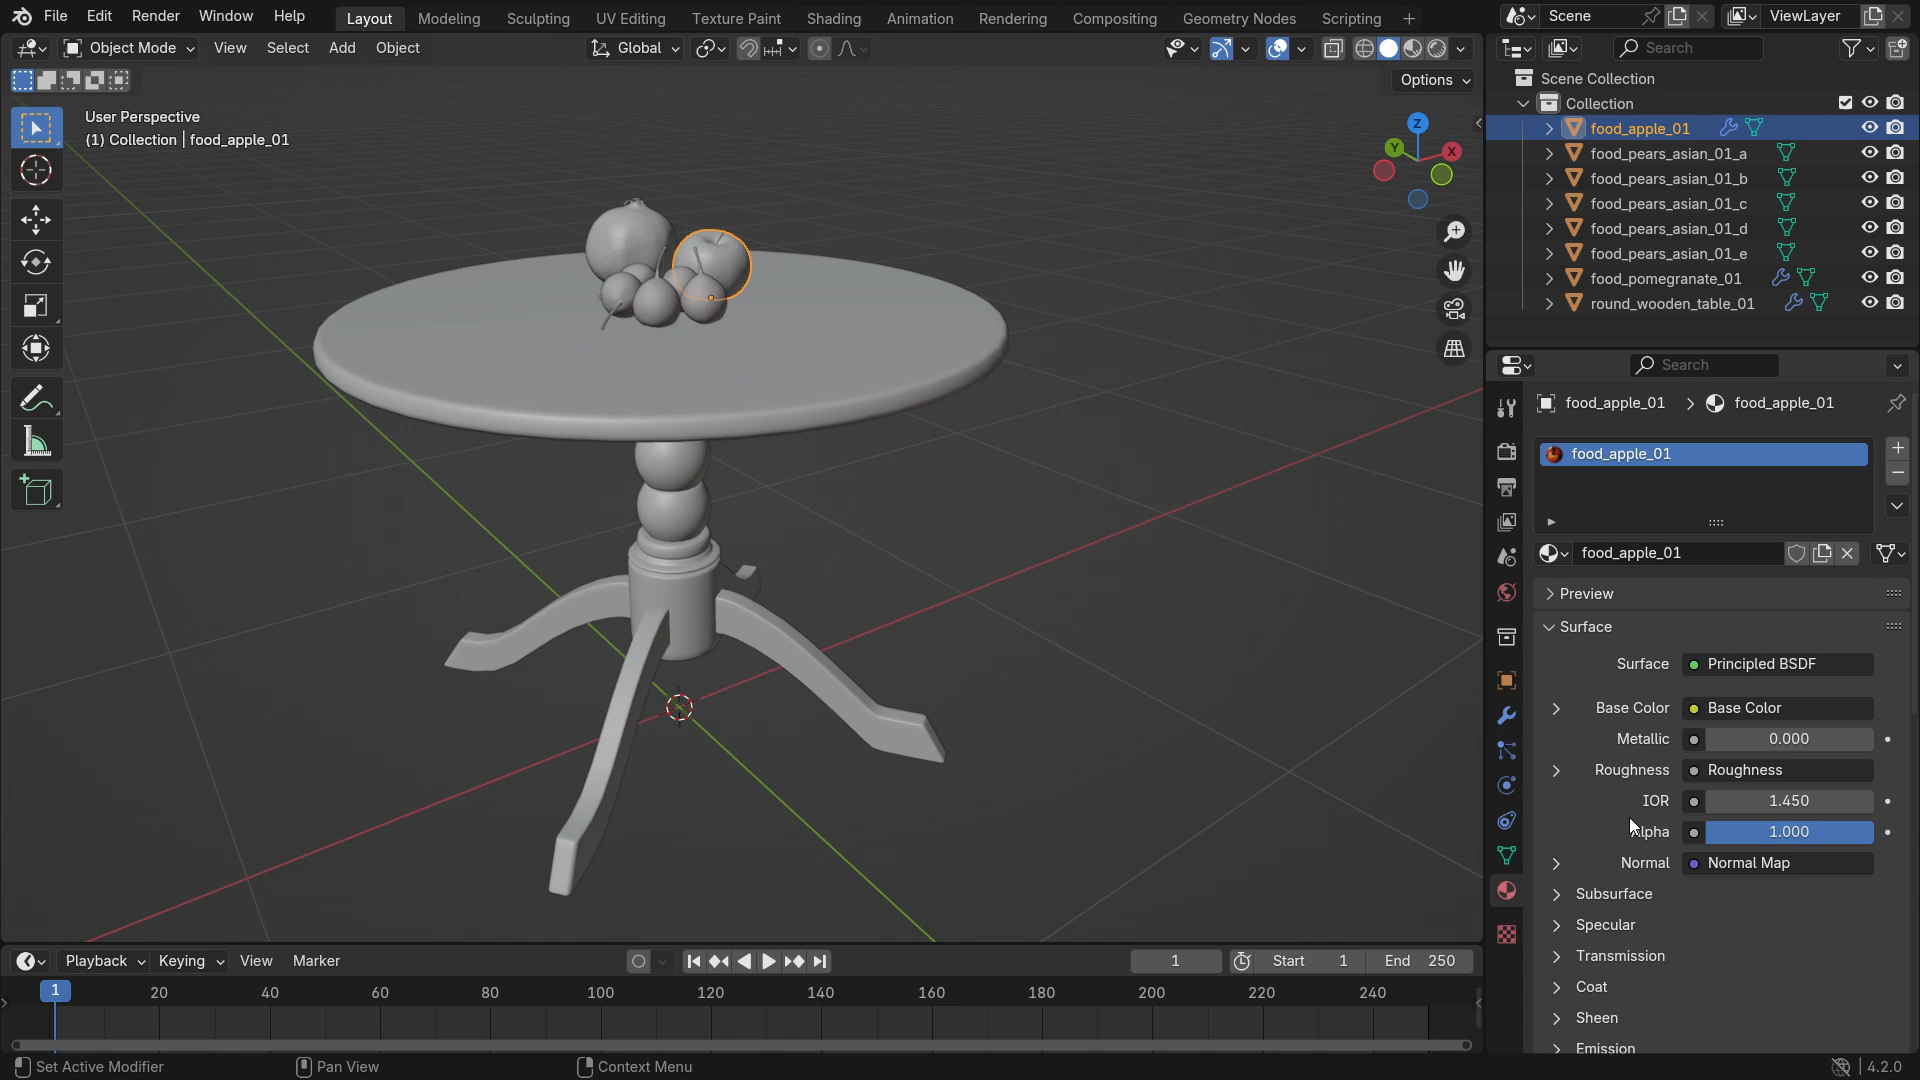 File Edit Render Window Help Layout Modeling Sculpting UV Editing Texture Paint Shading Animation Rendering Compositing Geometry Nodes Scripting + Scene ViewLayer
Object Mode View Select Add Object Global Search
Options
User Perspective
(1) Collection | food_apple_01
Z
Y
X
Scene Collection
Collection
food_apple_01
food_pears_asian_01_a
food_pears_asian_01_b
food_pears_asian_01_c
food_pears_asian_01_d
food_pears_asian_01_e
food_pomegranate_01
round_wooden_table_01
Search
food_apple_01 > food_apple_01
food_apple_01
food_apple_01
Preview
Surface
Surface Principled BSDF
Base Color Base Color
Metallic 0.000
Roughness Roughness
IOR 1.450
Alpha 1.000
Normal Normal Map
Subsurface
Specular
Transmission
Coat
Sheen
Emission
Playback Keying View Marker 1 Start 1 End 250
1 20 40 60 80 100 120 140 160 180 200 220 240
Set Active Modifier Pan View Context Menu 4.2.0